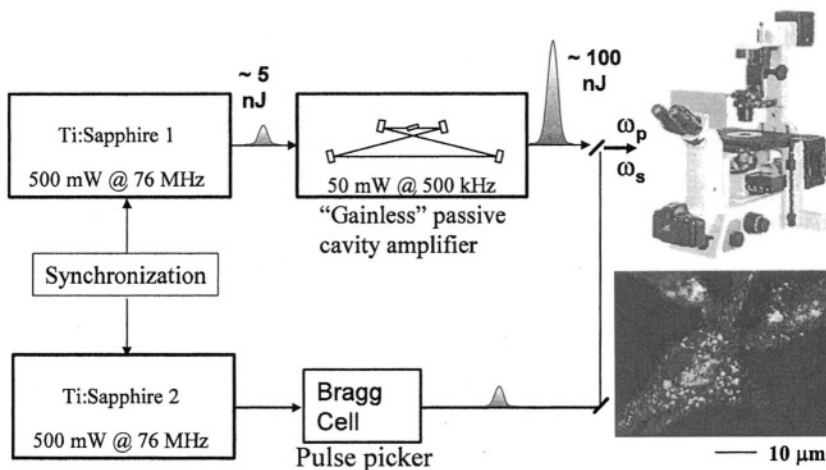 ~ 5
nJ
~ 100
nJ
Ti:Sapphire 1
500 mW @ 76 MHz
50 mW @ 500 kHz
"Gainless" passive
cavity amplifier
ωp
ωs
Synchronization
Ti:Sapphire 2
500 mW @ 76 MHz
Bragg
Cell
Pulse picker
10 μm